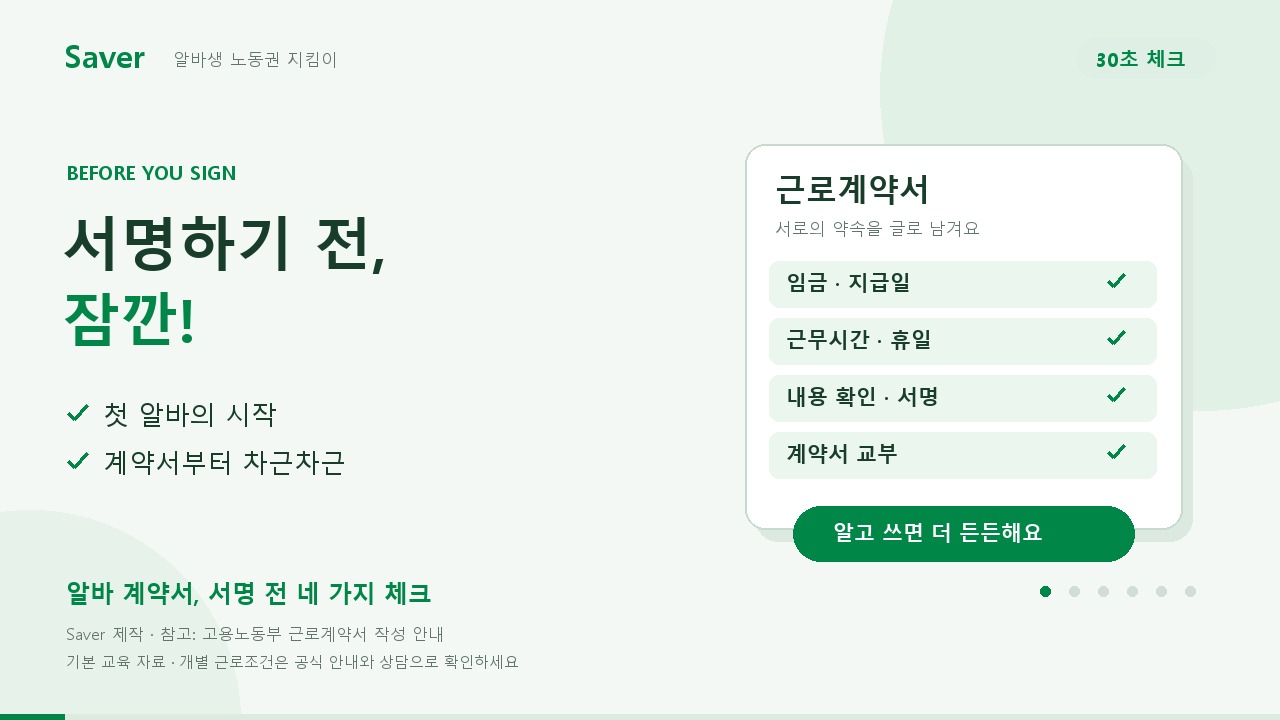 Saver 알바생 노동권 지킴이
30초 체크
BEFORE YOU SIGN
서명하기 전,
잠깐!
첫 알바의 시작
계약서부터 차근차근
근로계약서
서로의 약속을 글로 남겨요
임금 · 지급일
근무시간 · 휴일
내용 확인 · 서명
계약서 교부
알고 쓰면 더 든든해요
알바 계약서, 서명 전 네 가지 체크
Saver 제작 · 참고: 고용노동부 근로계약서 작성 안내
기본 교육 자료 · 개별 근로조건은 공식 안내와 상담으로 확인하세요